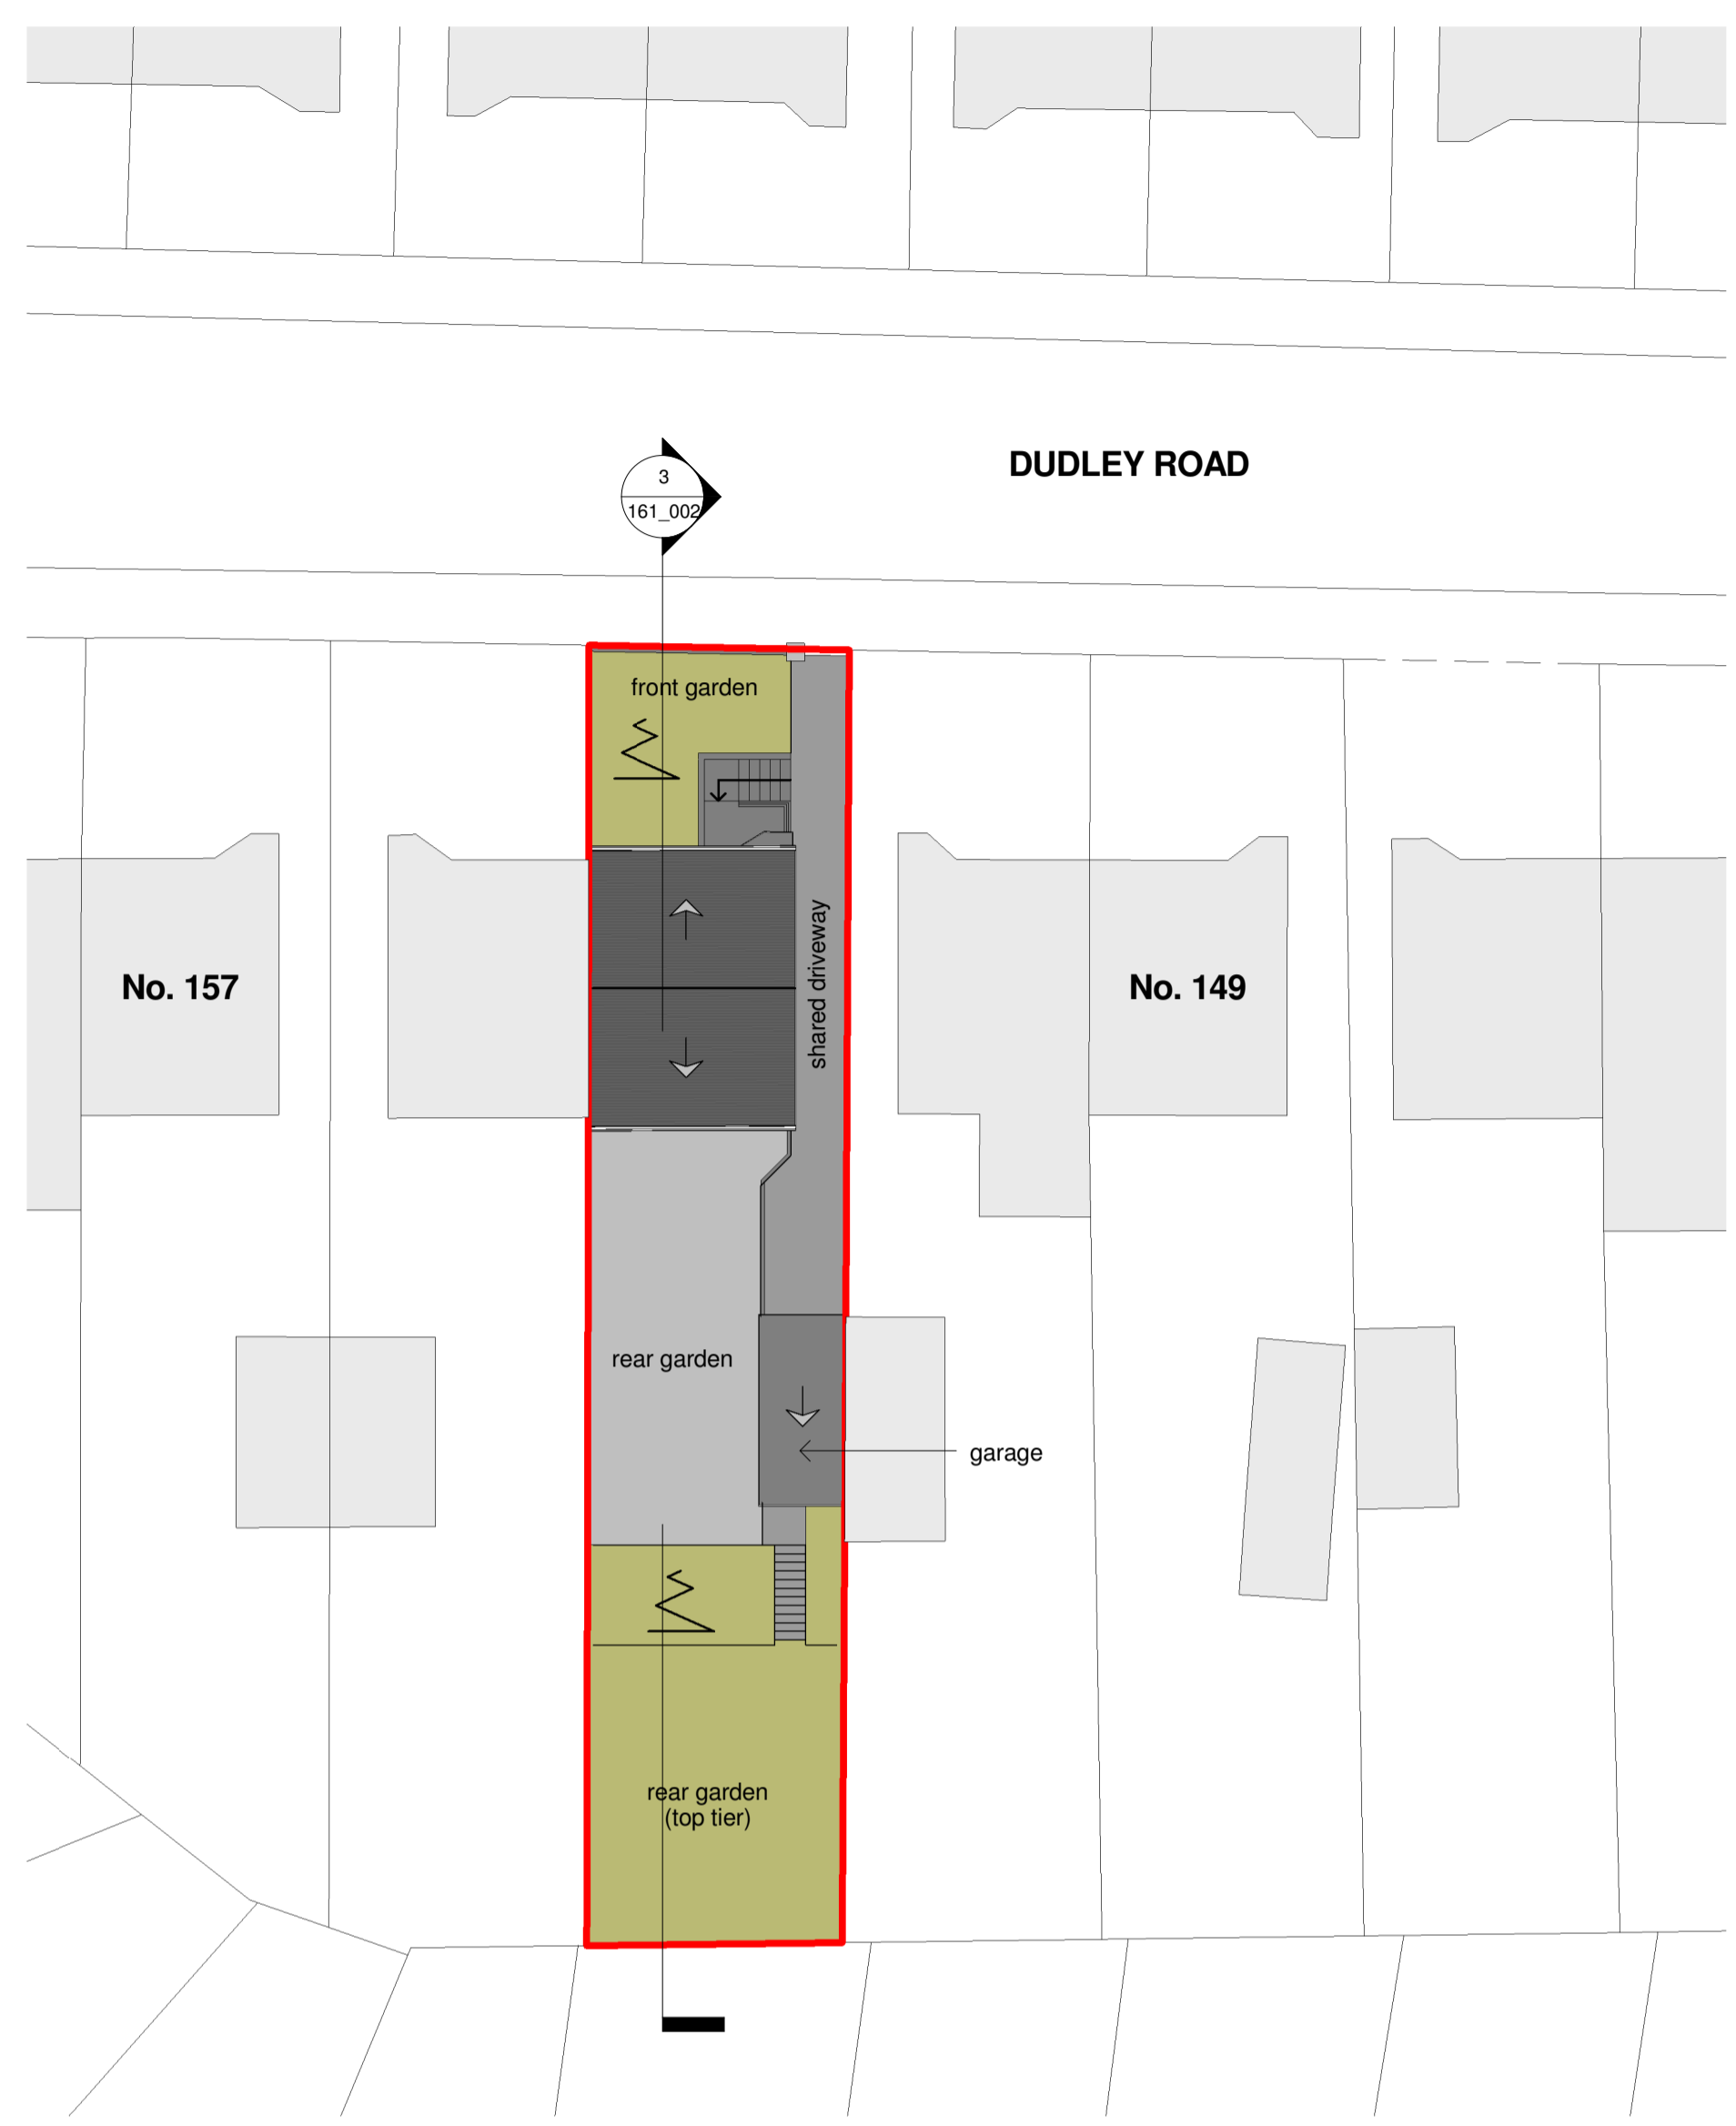 DUDLEY ROAD
3
161_002
front garden
shared driveway
No. 157
No. 149
rear garden
garage
rear garden
(top tier)